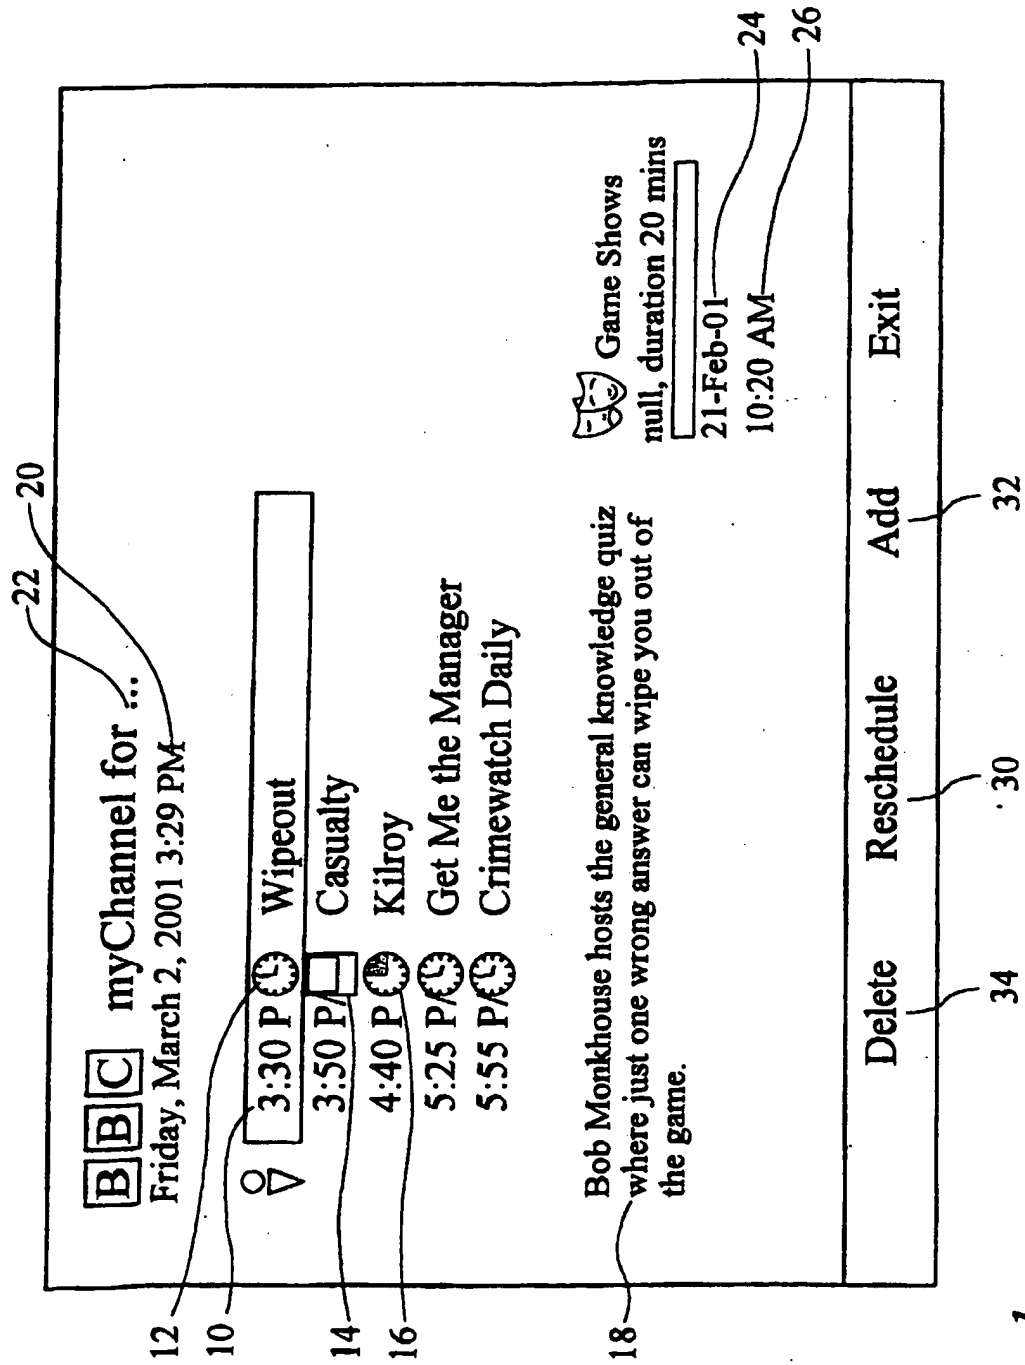 22
20
BBC myChannel for ...
Friday, March 2, 2001 3:29 PM
12
10
14
16
3:30 P Wipeout
3:50 P/ Casualty
4:40 P Kilroy
5:25 P/ Get Me the Manager
5:55 P/ Crimewatch Daily
18
Bob Monkhouse hosts the general knowledge quiz
where just one wrong answer can wipe you out of
the game.
Game Shows
null, duration 20 mins
21-Feb-01
10:20 AM
24
26
Delete Reschedule Add Exit
34 30 32